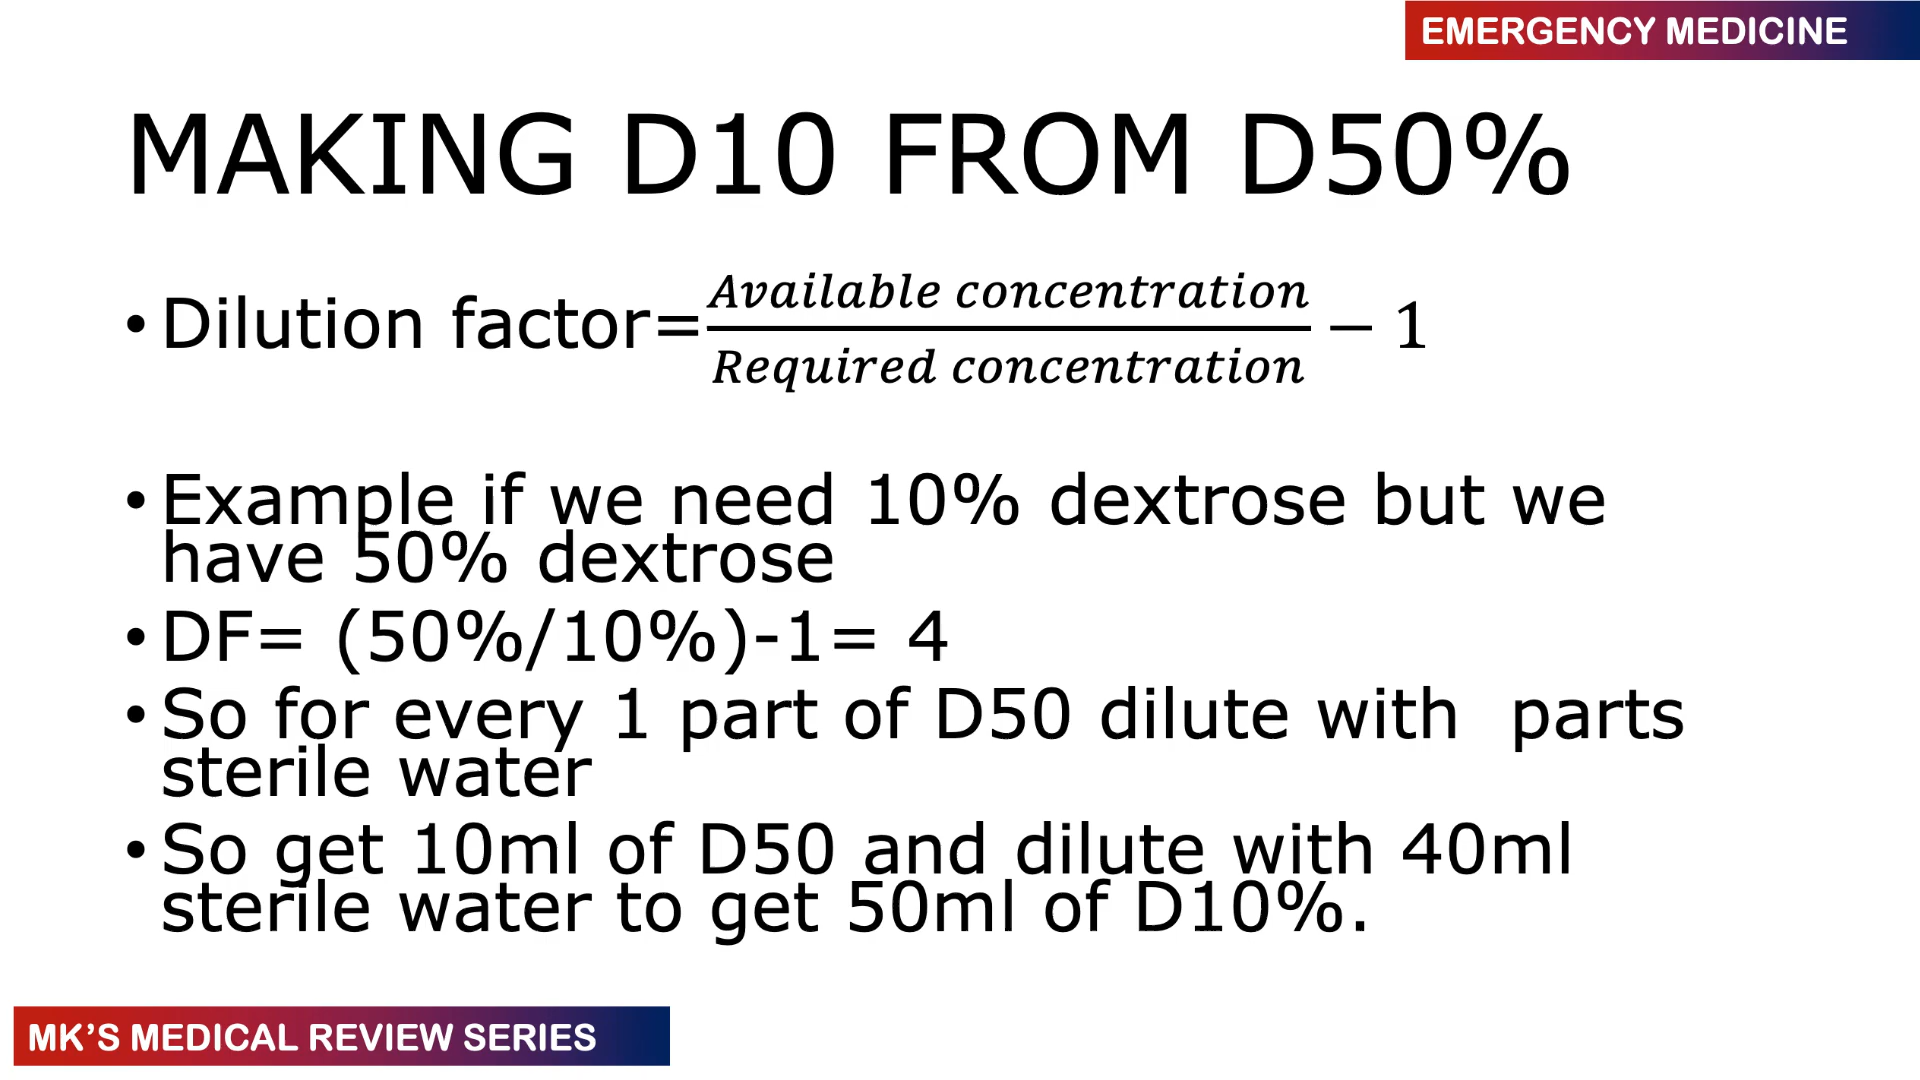 EMERGENCY MEDICINE
MAKING D10 FROM D50%
• Dilution factor=\frac{Available concentration}{Required concentration} − 1
• Example if we need 10% dextrose but we
have 50% dextrose
• DF= (50%/10%)-1= 4
• So for every 1 part of D50 dilute with  parts
sterile water
• So get 10ml of D50 and dilute with 40ml
sterile water to get 50ml of D10%.
MK’S MEDICAL REVIEW SERIES